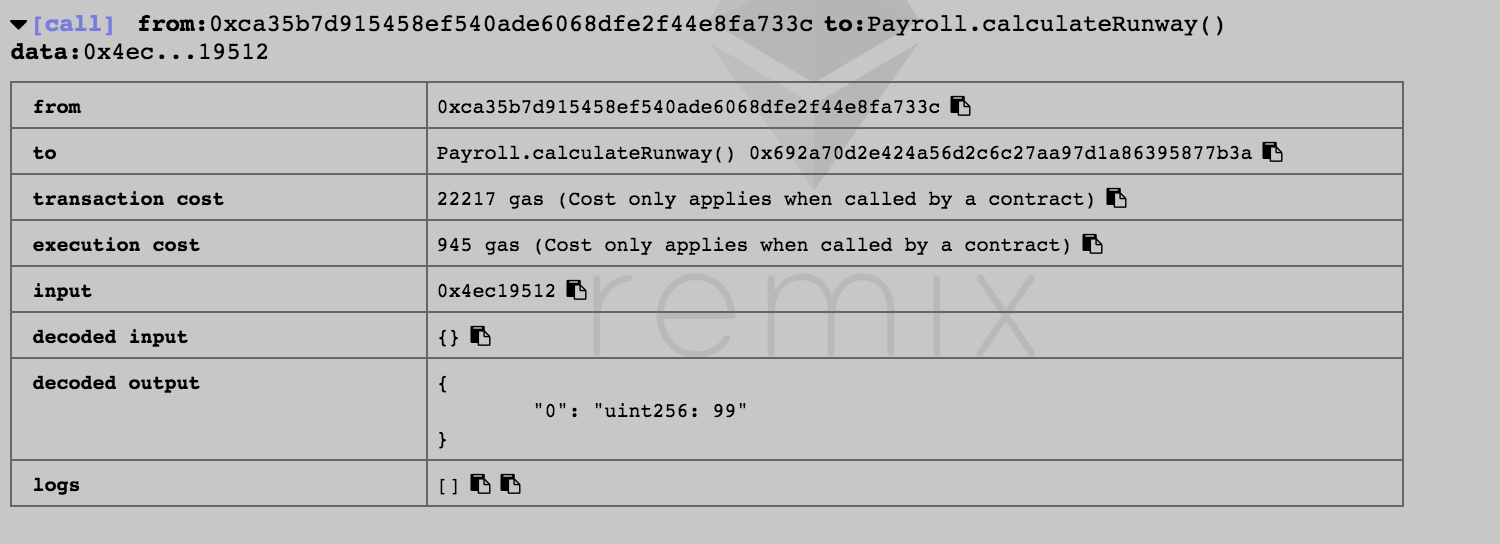 [call] from:0xca35b7d915458ef540ade6068dfe2f44e8fa733c to:Payroll.calculateRunway()
data:0x4ec...19512
from 0xca35b7d915458ef540ade6068dfe2f44e8fa733c
to Payroll.calculateRunway() 0x692a70d2e424a56d2c6c27aa97d1a86395877b3a
transaction cost 22217 gas (Cost only applies when called by a contract)
execution cost 945 gas (Cost only applies when called by a contract)
input 0x4ec19512
decoded input {}
decoded output {
"0": "uint256: 99"
}
logs []
remix